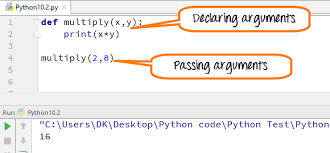 Python10.2.py ×
1 def multiply(x,y):
Declaring arguments
2 print(x*y)
3
4 multiply(2,8)
Passing arguments
5
Run Python10.2
"C:\Users\DK\Desktop\Python code\Python Test\Python
16